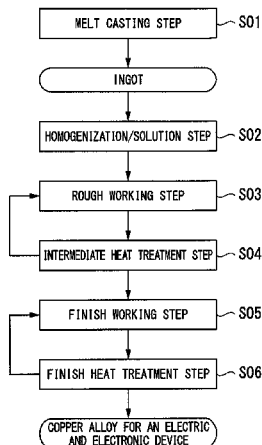 MELT CASTING STEP S01
INGOT
HOMOGENIZATION/SOLUTION STEP S02
ROUGH WORKING STEP S03
INTERMEDIATE HEAT TREATMENT STEP S04
FINISH WORKING STEP S05
FINISH HEAT TREATMENT STEP S06
COPPER ALLOY FOR AN ELECTRIC
AND ELECTRONIC DEVICE